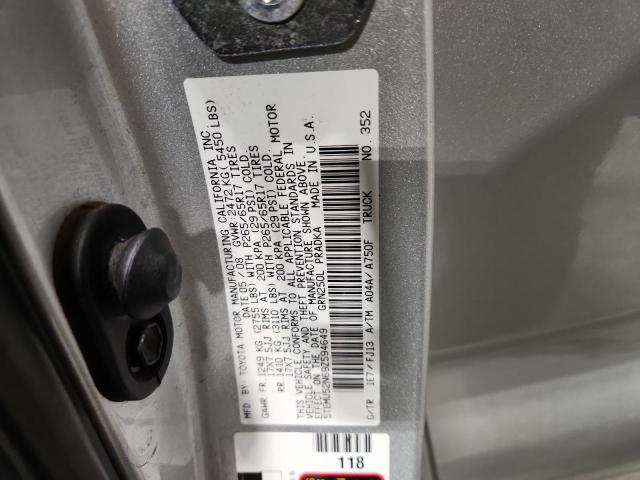 MFD BY TOYOTA MOTOR MANUFACTURING, CALIFORNIA, INC.
DATE 05/08 GVWR: 2472 KG (5450 LBS)
GAWR FR. 1249 KG (2755 LBS) WITH P265/65R17 TIRES
17X7.5JJ RIMS AT 200 KPA (29 PSI) COLD.
RR. 1410 KG (3110 LBS) WITH P265/65R17 TIRES
17X7.5JJ RIMS AT 200 KPA (29 PSI) COLD.
THIS VEHICLE CONFORMS TO ALL APPLICABLE FEDERAL MOTOR
VEHICLE SAFETY AND THEFT PREVENTION STANDARDS IN
EFFECT ON THE DATE OF MANUFACTURE SHOWN ABOVE.
5TEMU52N69Z594649 GRN250L PRADKA MADE IN U.S.A.
C/TR 1E7/FJ13 A/TM A04A/A750F TRUCK NO. 352
118